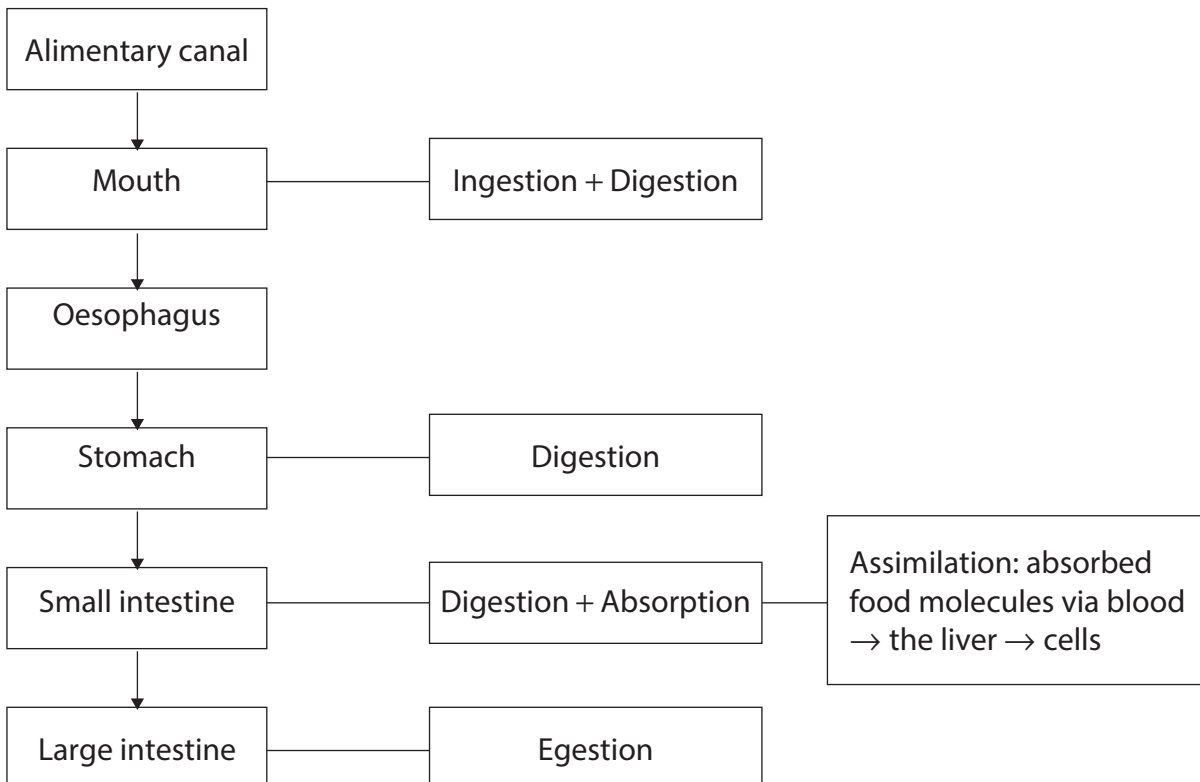 Alimentary canal
Mouth
Ingestion + Digestion
Oesophagus
Stomach
Digestion
Small intestine
Digestion + Absorption
Assimilation: absorbed
food molecules via blood
→ the liver → cells
Large intestine
Egestion